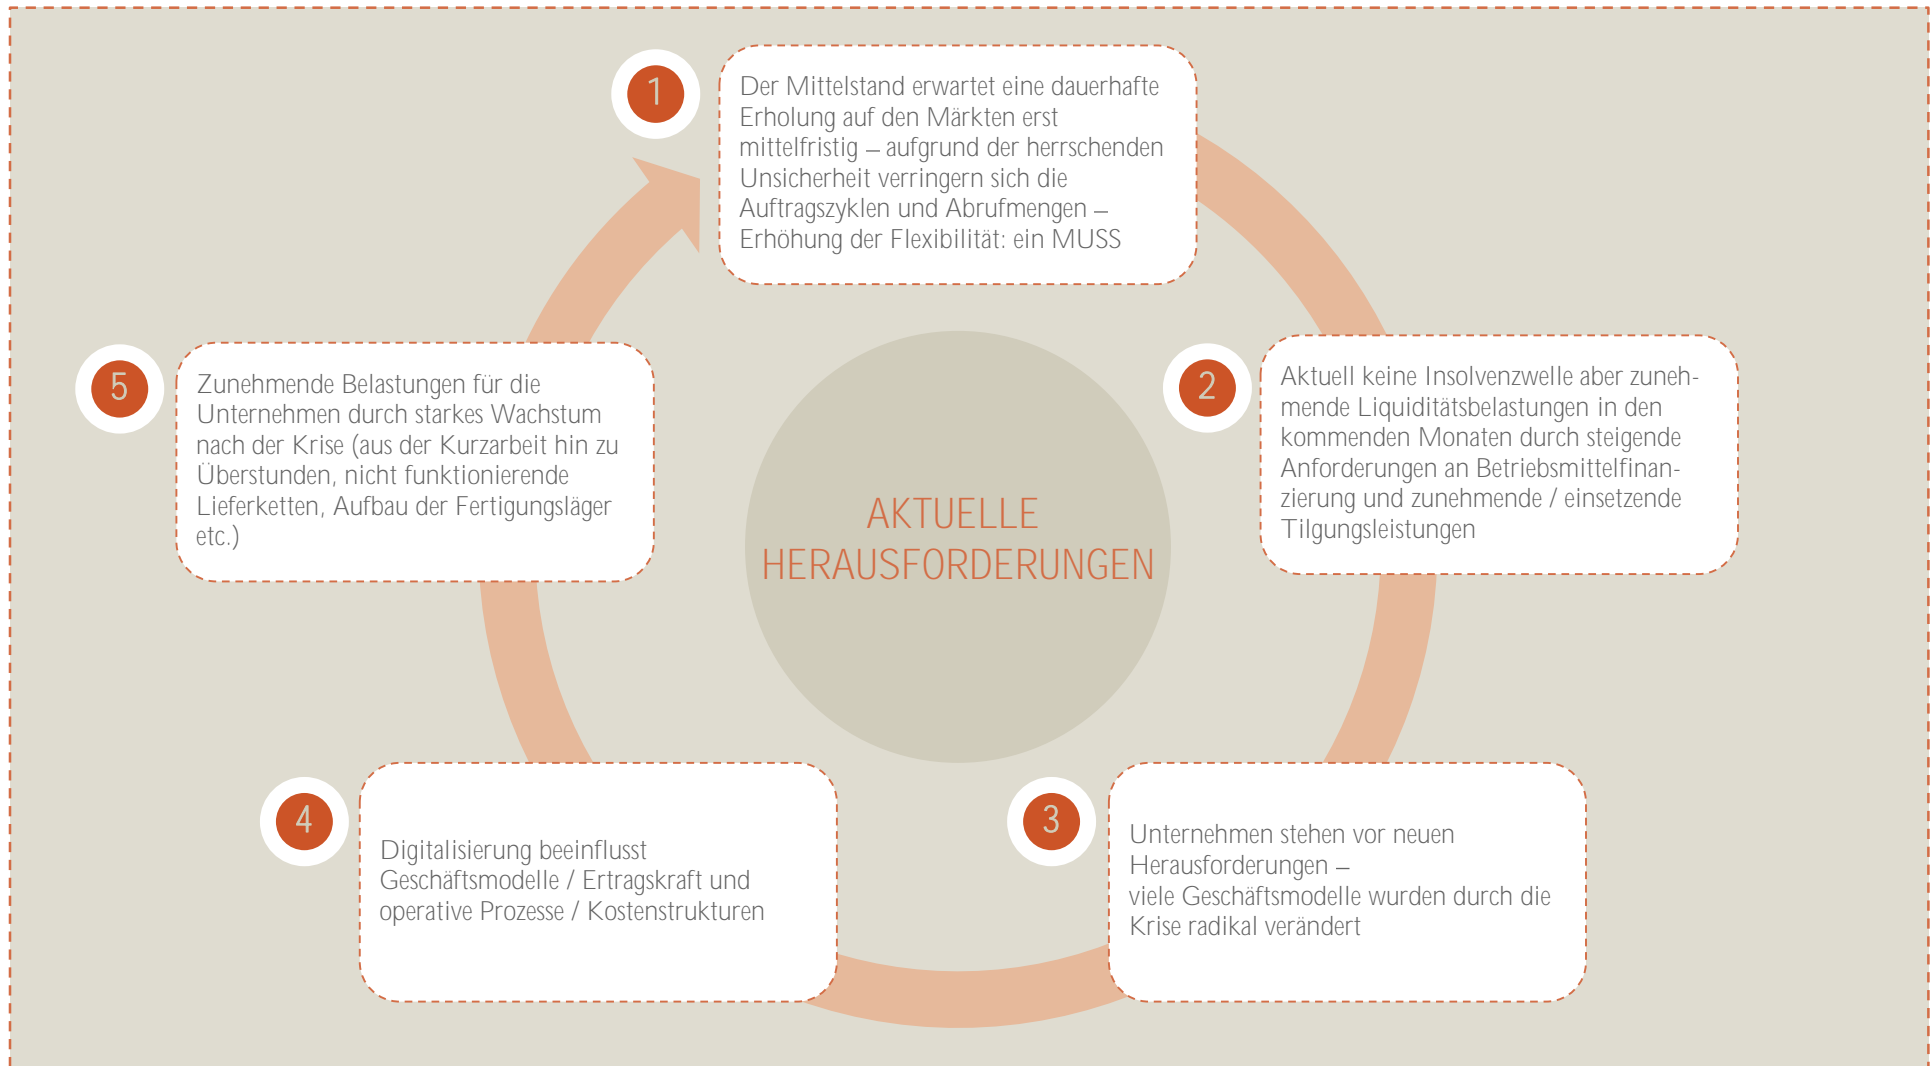 1
Der Mittelstand erwartet eine dauerhafte
Erholung auf den Märkten erst
mittelfristig – aufgrund der herrschenden
Unsicherheit verringern sich die
Auftragszyklen und Abrufmengen –
Erhöhung der Flexibilität: ein MUSS
2
Aktuell keine Insolvenzwelle aber zuneh-
mende Liquiditätsbelastungen in den
kommenden Monaten durch steigende
Anforderungen an Betriebsmittelfinan-
zierung und zunehmende / einsetzende
Tilgungsleistungen
3
Unternehmen stehen vor neuen
Herausforderungen –
viele Geschäftsmodelle wurden durch die
Krise radikal verändert
4
Digitalisierung beeinflusst
Geschäftsmodelle / Ertragskraft und
operative Prozesse / Kostenstrukturen
5
Zunehmende Belastungen für die
Unternehmen durch starkes Wachstum
nach der Krise (aus der Kurzarbeit hin zu
Überstunden, nicht funktionierende
Lieferketten, Aufbau der Fertigungsläger
etc.)
AKTUELLE
HERAUSFORDERUNGEN